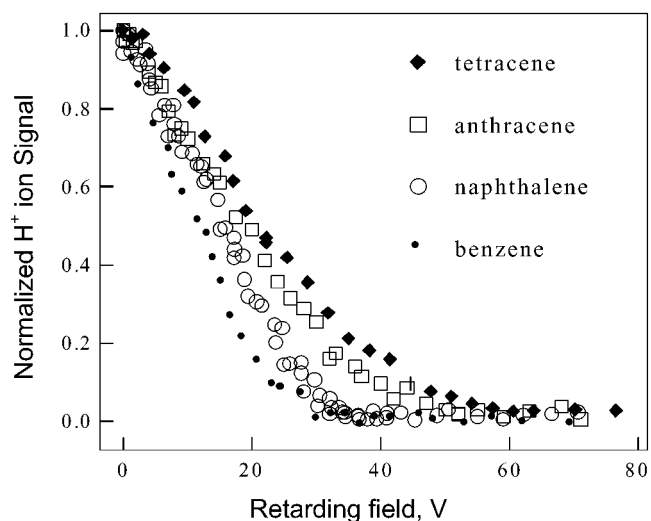 Normalized H+ ion Signal
1.0
0.8
0.6
0.4
0.2
0.0
tetracene
anthracene
naphthalene
benzene
0
20
40
60
80
Retarding field, V